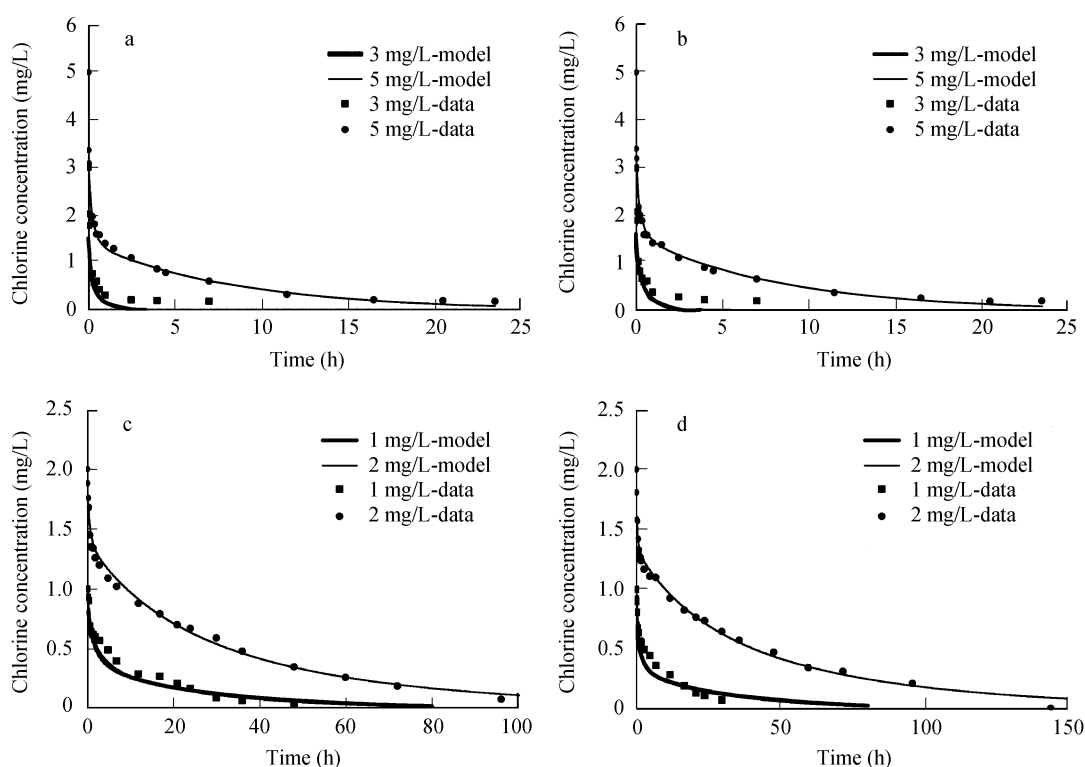 a
Chlorine concentration (mg/L)
6
5
4
3
2
1
0
3 mg/L-model
5 mg/L-model
3 mg/L-data
5 mg/L-data
0 5 10 15 20 25
Time (h)
b
Chlorine concentration (mg/L)
6
5
4
3
2
1
0
3 mg/L-model
5 mg/L-model
3 mg/L-data
5 mg/L-data
0 5 10 15 20 25
Time (h)
c
Chlorine concentration (mg/L)
2.5
2.0
1.5
1.0
0.5
0
1 mg/L-model
2 mg/L-model
1 mg/L-data
2 mg/L-data
0 20 40 60 80 100
Time (h)
d
Chlorine concentration (mg/L)
2.5
2.0
1.5
1.0
0.5
0
1 mg/L-model
2 mg/L-model
1 mg/L-data
2 mg/L-data
0 50 100 150
Time (h)